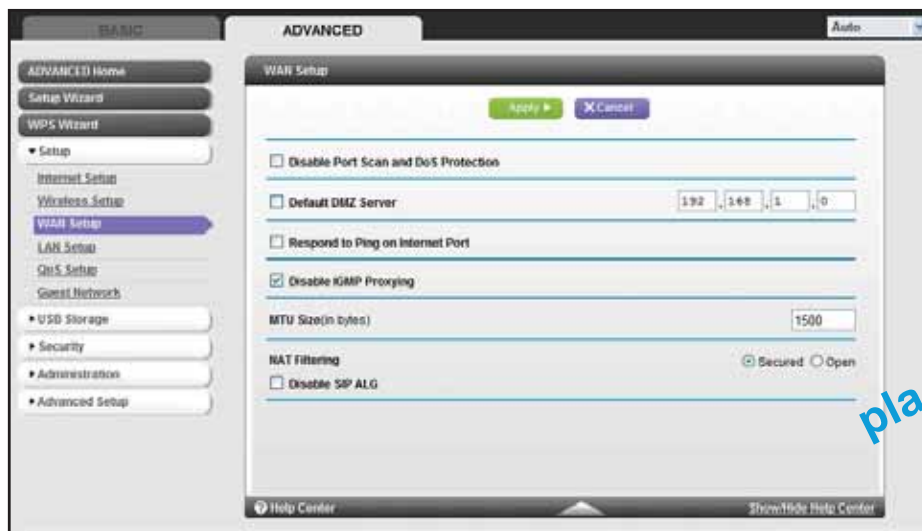 BASIC
ADVANCED
Auto
ADVANCED Home
Setup Wizard
WPS Wizard
Setup
Internet Setup
Wireless Setup
WAN Setup
LAN Setup
QoS Setup
Guest Network
USB Storage
Security
Administration
Advanced Setup
WAN Setup
Apply
X Cancel
Disable Port Scan and DoS Protection
Default DMZ Server 192 . 168 . 1 . 0
Respond to Ping on Internet Port
Disable IGMP Proxying
MTU Size(in bytes) 1500
NAT Filtering Secured Open
Disable SIP ALG
? Help Center Show/Hide Help Center
pla